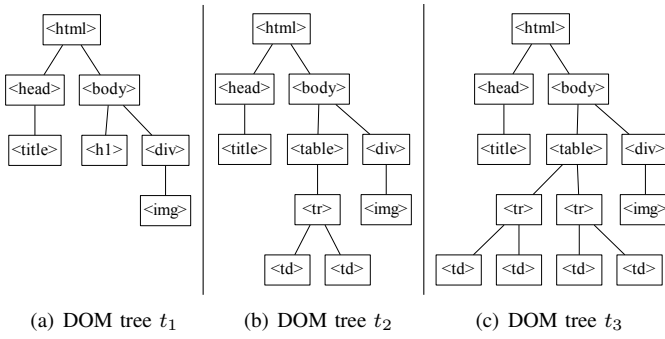 <html>
<head> <body>
<title> <h1> <div>
<img>
(a) DOM tree t1
<html>
<head> <body>
<title> <table> <div>
<tr> <img>
<td> <td>
(b) DOM tree t2
<html>
<head> <body>
<title> <table> <div>
<tr> <tr> <img>
<td> <td> <td> <td>
(c) DOM tree t3